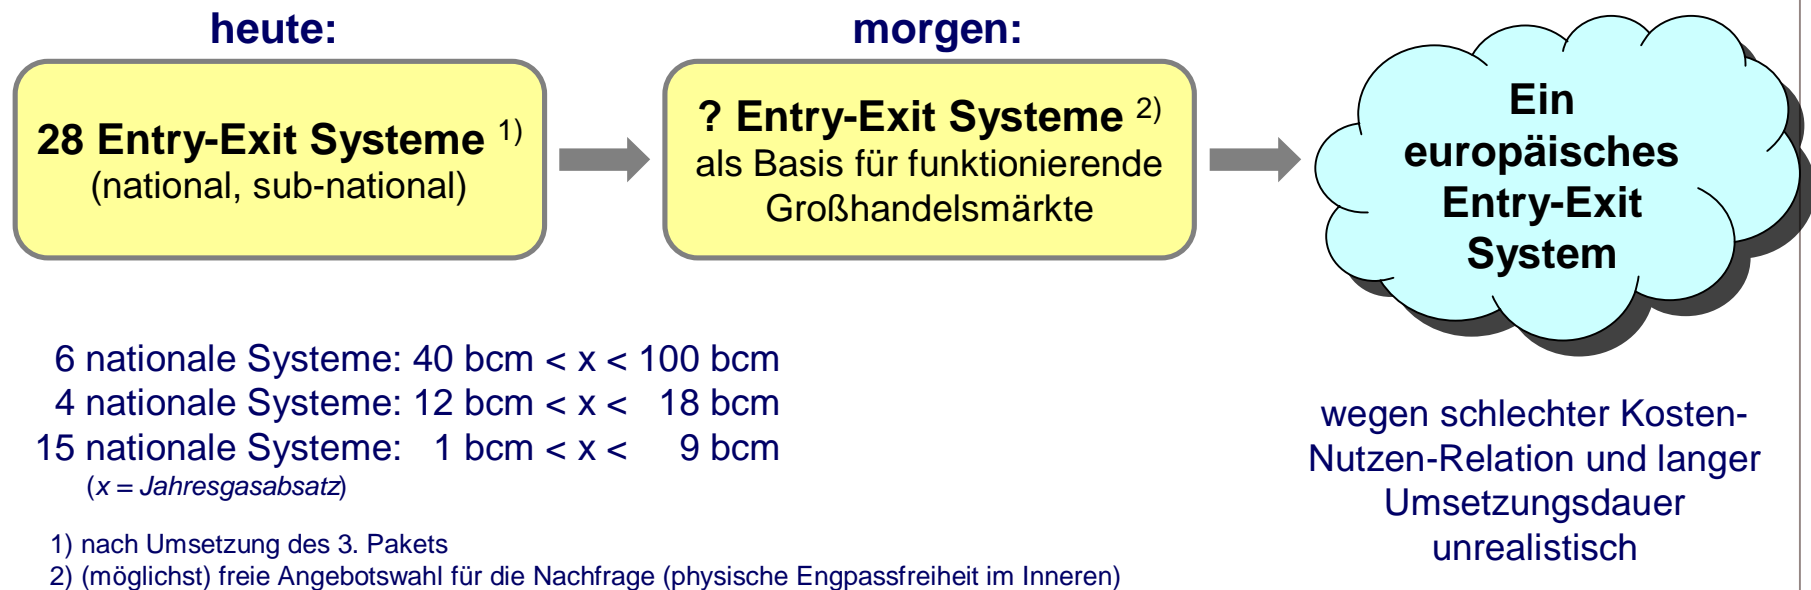 heute:
28 Entry-Exit Systeme 1)
(national, sub-national)
morgen:
? Entry-Exit Systeme 2)
als Basis für funktionierende
Großhandelsmärkte
Ein
europäisches
Entry-Exit
System
6 nationale Systeme: 40 bcm < x < 100 bcm
4 nationale Systeme: 12 bcm < x < 18 bcm
15 nationale Systeme: 1 bcm < x < 9 bcm
(x = Jahresgasabsatz)
wegen schlechter Kosten-
Nutzen-Relation und langer
Umsetzungsdauer
unrealistisch
1) nach Umsetzung des 3. Pakets
2) (möglichst) freie Angebotswahl für die Nachfrage (physische Engpassfreiheit im Inneren)